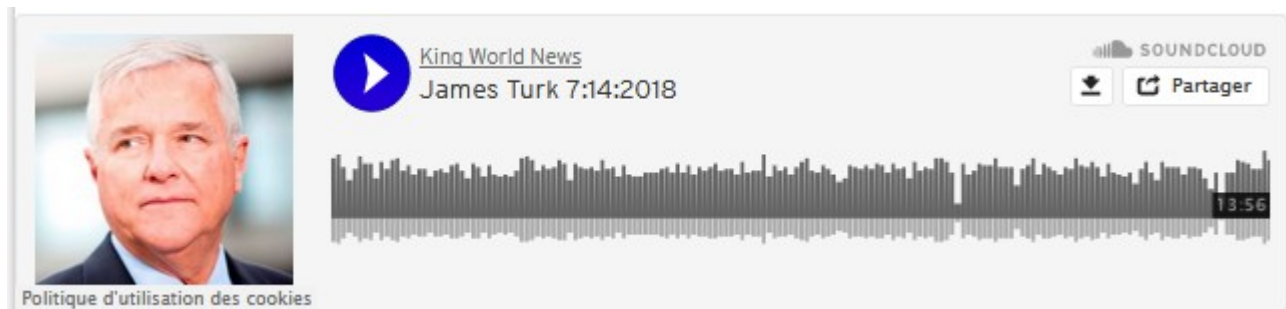 King World News
SOUNDCLOUD
James Turk 7:14:2018
Partager
13:56
Politique d'utilisation des cookies